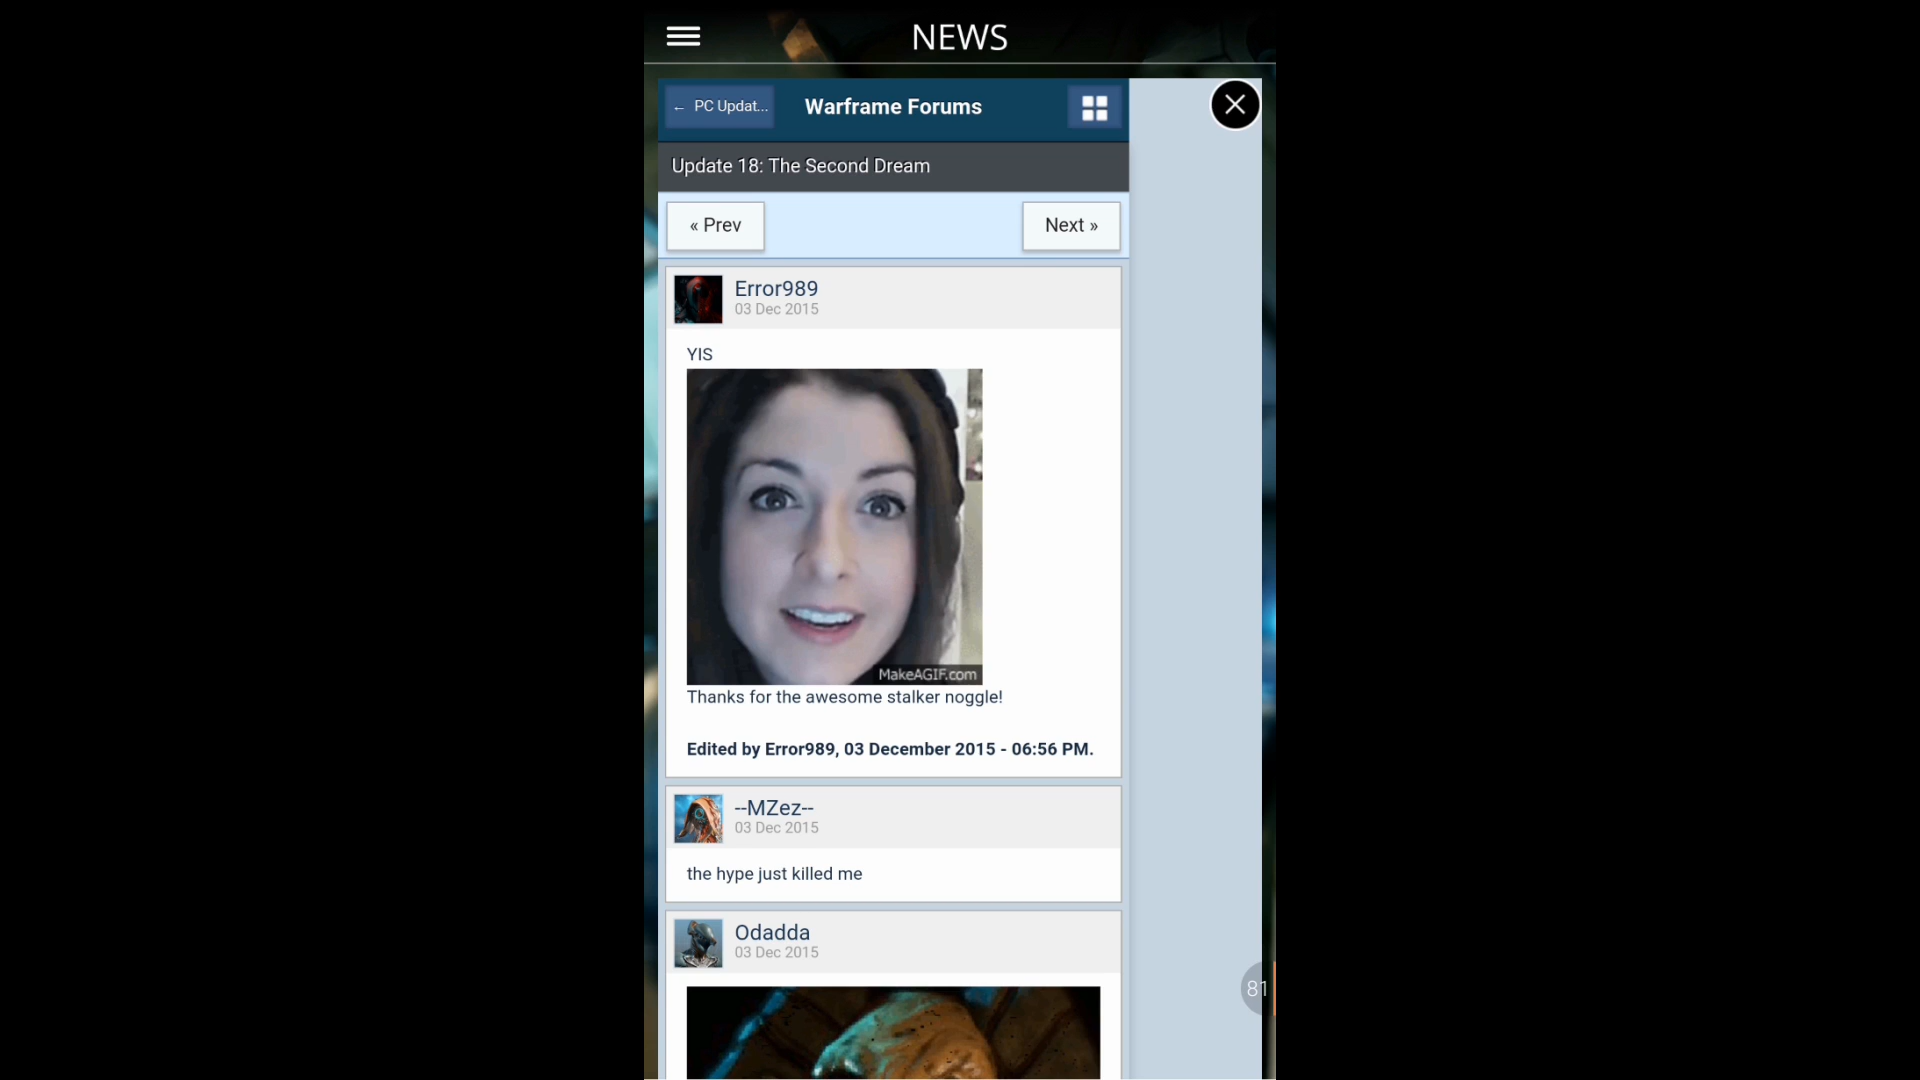 NEWS
← PC Updat...
Warframe Forums
Update 18: The Second Dream
« Prev
Next »
Error989
03 Dec 2015
YIS
MakeAGIF.com
Thanks for the awesome stalker noggle!
Edited by Error989, 03 December 2015 - 06:56 PM.
--MZez--
03 Dec 2015
the hype just killed me
Odadda
03 Dec 2015
81